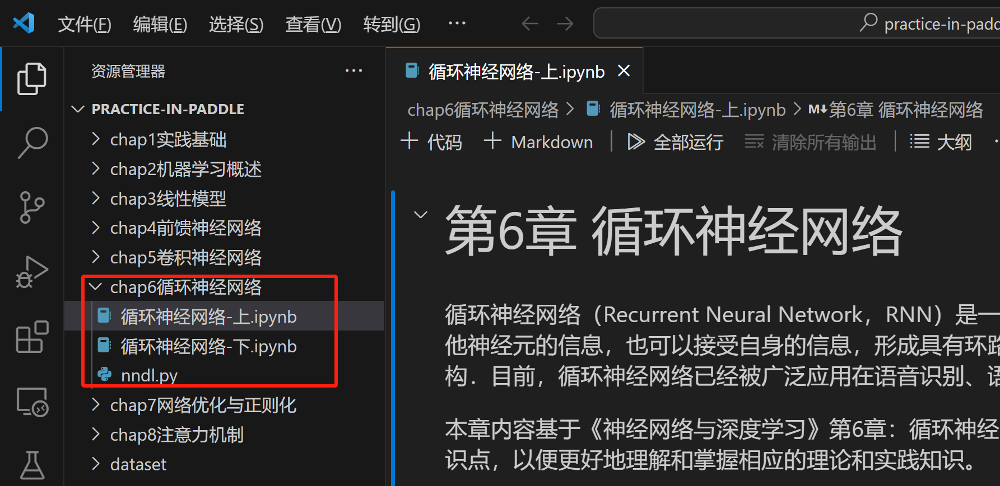 文件(F) 编辑(E) 选择(S) 查看(V) 转到(G) ··· practice-in-padd
资源管理器 ···
PRACTICE-IN-PADDLE
chap1实践基础
chap2机器学习概述
chap3线性模型
chap4前馈神经网络
chap5卷积神经网络
chap6循环神经网络
循环神经网络-上.ipynb
循环神经网络-下.ipynb
nndl.py
chap7网络优化与正则化
chap8注意力机制
dataset
循环神经网络-上.ipynb
chap6循环神经网络 > 循环神经网络-上.ipynb > M↓第6章 循环神经网络
+ 代码 + Markdown | 全部运行 清除所有输出 | 大纲
第6章 循环神经网络
循环神经网络（Recurrent Neural Network，RNN）是一
他神经元的信息，也可以接受自身的信息，形成具有环路
构．目前，循环神经网络已经被广泛应用在语音识别、语
本章内容基于《神经网络与深度学习》第6章：循环神经
识点，以便更好地理解和掌握相应的理论和实践知识。